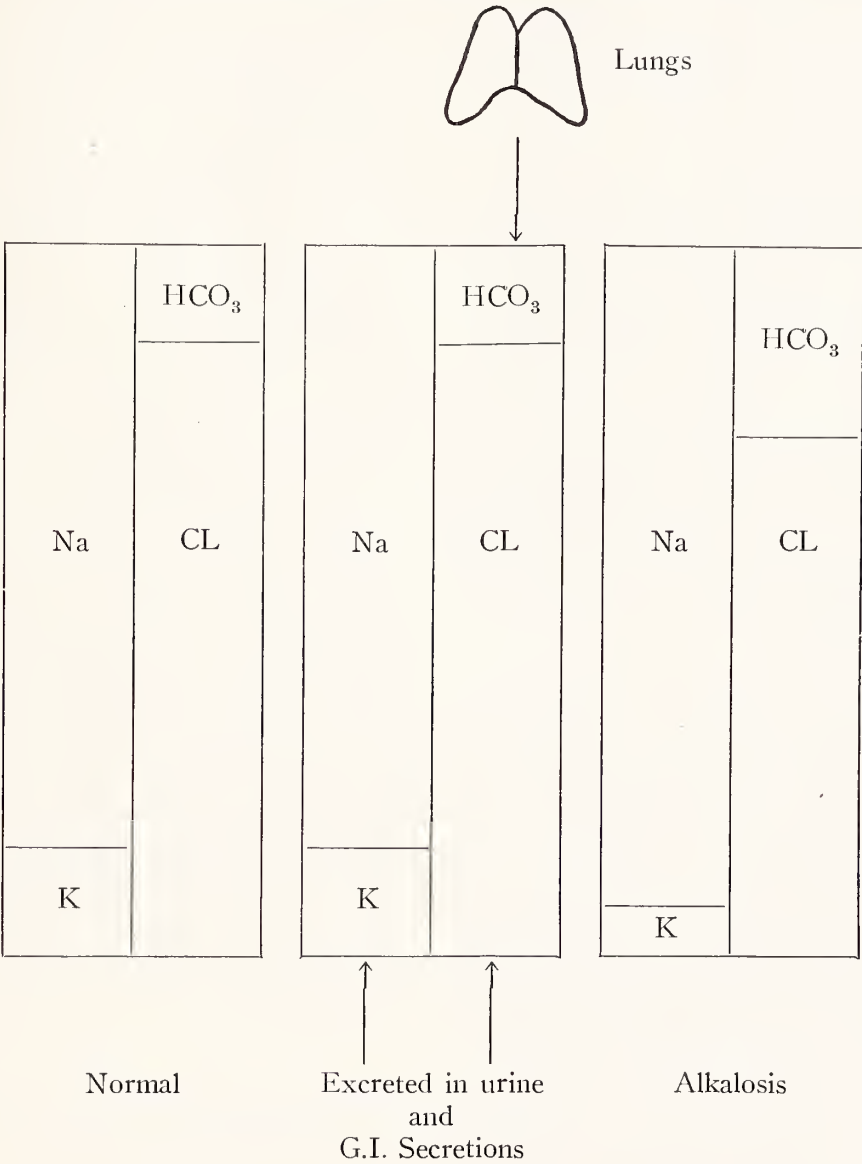 Lungs
HCO₃
HCO₃
HCO₃
Na
CL
Na
CL
Na
CL
K
K
K
Normal
Excreted in urine
and
G.I. Secretions
Alkalosis